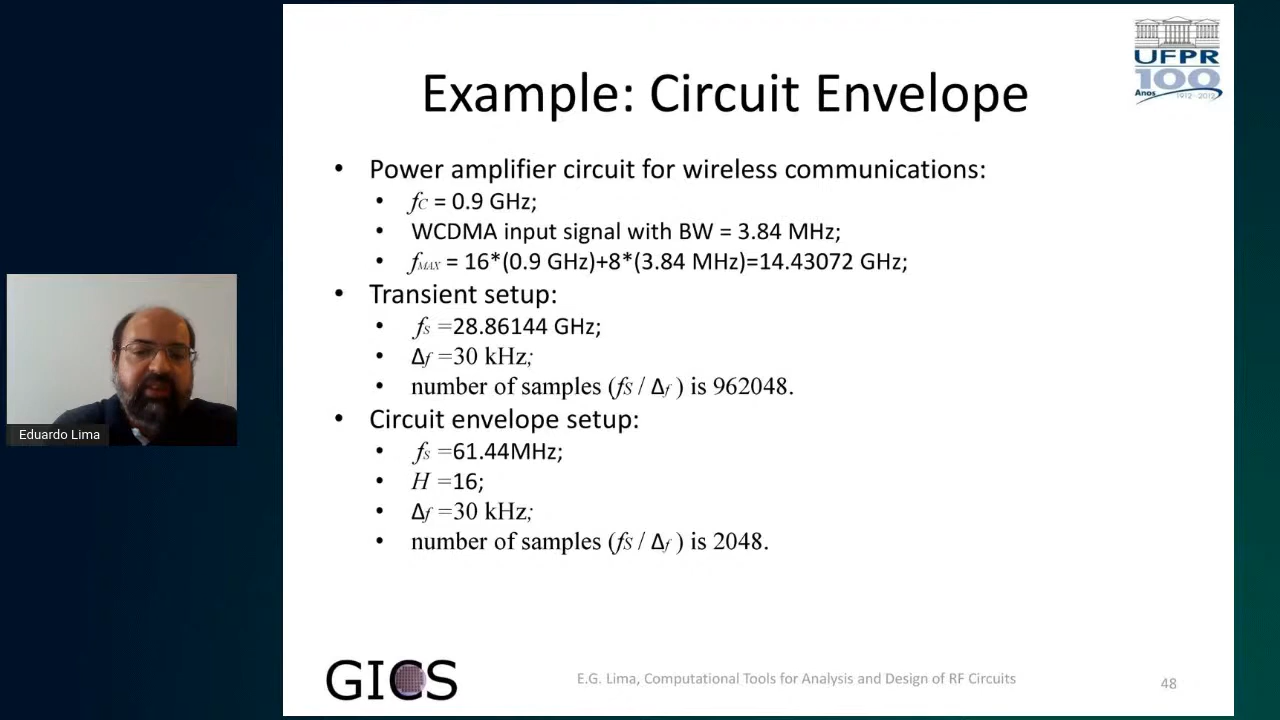 UFPR
100
Anos
1912 - 2012
Example: Circuit Envelope
• Power amplifier circuit for wireless communications:
• fC = 0.9 GHz;
• WCDMA input signal with BW = 3.84 MHz;
• fMAX = 16*(0.9 GHz)+8*(3.84 MHz)=14.43072 GHz;
• Transient setup:
• fS =28.86144 GHz;
• Δf =30 kHz;
• number of samples (fS / Δf ) is 962048.
• Circuit envelope setup:
• fS =61.44MHz;
• H =16;
• Δf =30 kHz;
• number of samples (fS / Δf ) is 2048.
Eduardo Lima
GICS
E.G. Lima, Computational Tools for Analysis and Design of RF Circuits
48